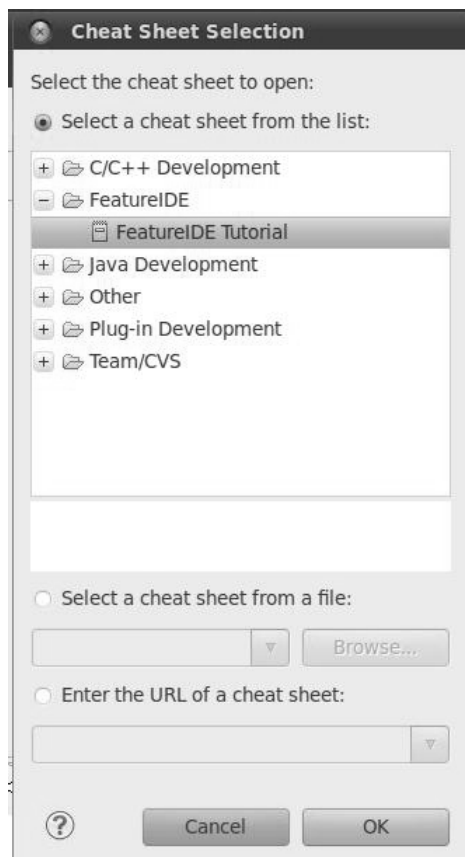 Cheat Sheet Selection
Select the cheat sheet to open:
Select a cheat sheet from the list:
C/C++ Development
FeatureIDE
FeatureIDE Tutorial
Java Development
Other
Plug-in Development
Team/CVS
Select a cheat sheet from a file:
Browse...
Enter the URL of a cheat sheet:
Cancel
OK